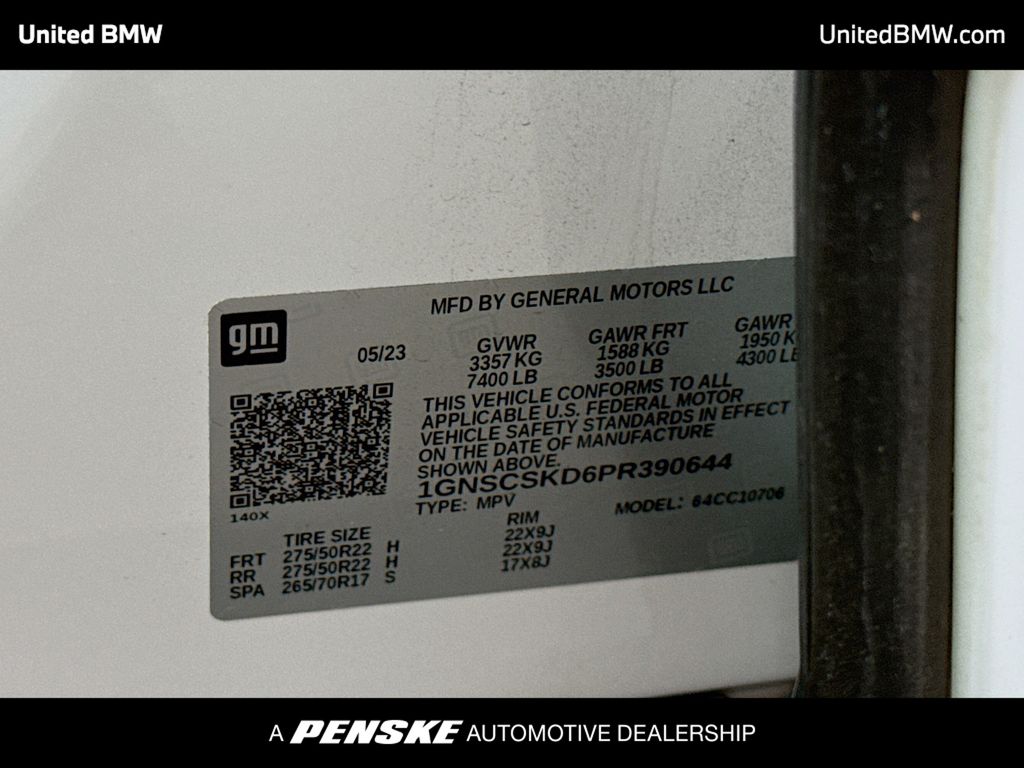 United BMW
UnitedBMW.com
MFD BY GENERAL MOTORS LLC
gm
05/23
GVWR
3357 KG
7400 LB
GAWR FRT
1588 KG
3500 LB
GAWR
1950 K
4300 LB
THIS VEHICLE CONFORMS TO ALL
APPLICABLE U.S. FEDERAL MOTOR
VEHICLE SAFETY STANDARDS IN EFFECT
ON THE DATE OF MANUFACTURE
SHOWN ABOVE.
1GNSCSKD6PR390644
TYPE: MPV
MODEL: 64CC10706
140X
TIRE SIZE
RIM
FRT 275/50R22 H 22X9J
RR 275/50R22 H 22X9J
SPA 265/70R17 S 17X8J
A PENSKE AUTOMOTIVE DEALERSHIP